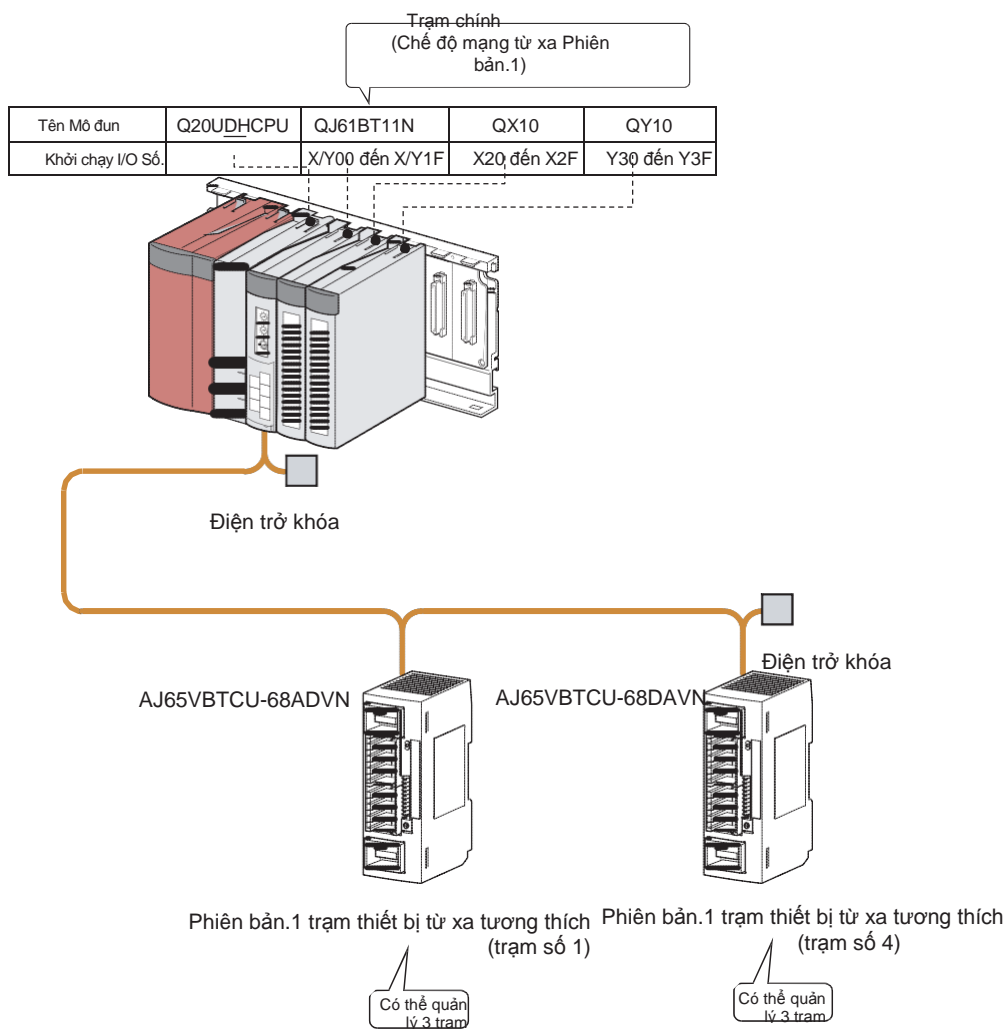 Trạm chính
(Chế độ mạng từ xa Phiên
bản.1)
Tên Mô đun Q20UDHCPU QJ61BT11N QX10 QY10
Khởi chạy I/O Số. X/Y00 đến X/Y1F X20 đến X2F Y30 đến Y3F
Điện trở khóa
Điện trở khóa
AJ65VBTCU-68ADVN
AJ65VBTCU-68DAVN
Phiên bản.1 trạm thiết bị từ xa tương thích
(trạm số 1)
Phiên bản.1 trạm thiết bị từ xa tương thích
(trạm số 4)
Có thể quản
lý 3 trạm
Có thể quản
lý 3 trạm